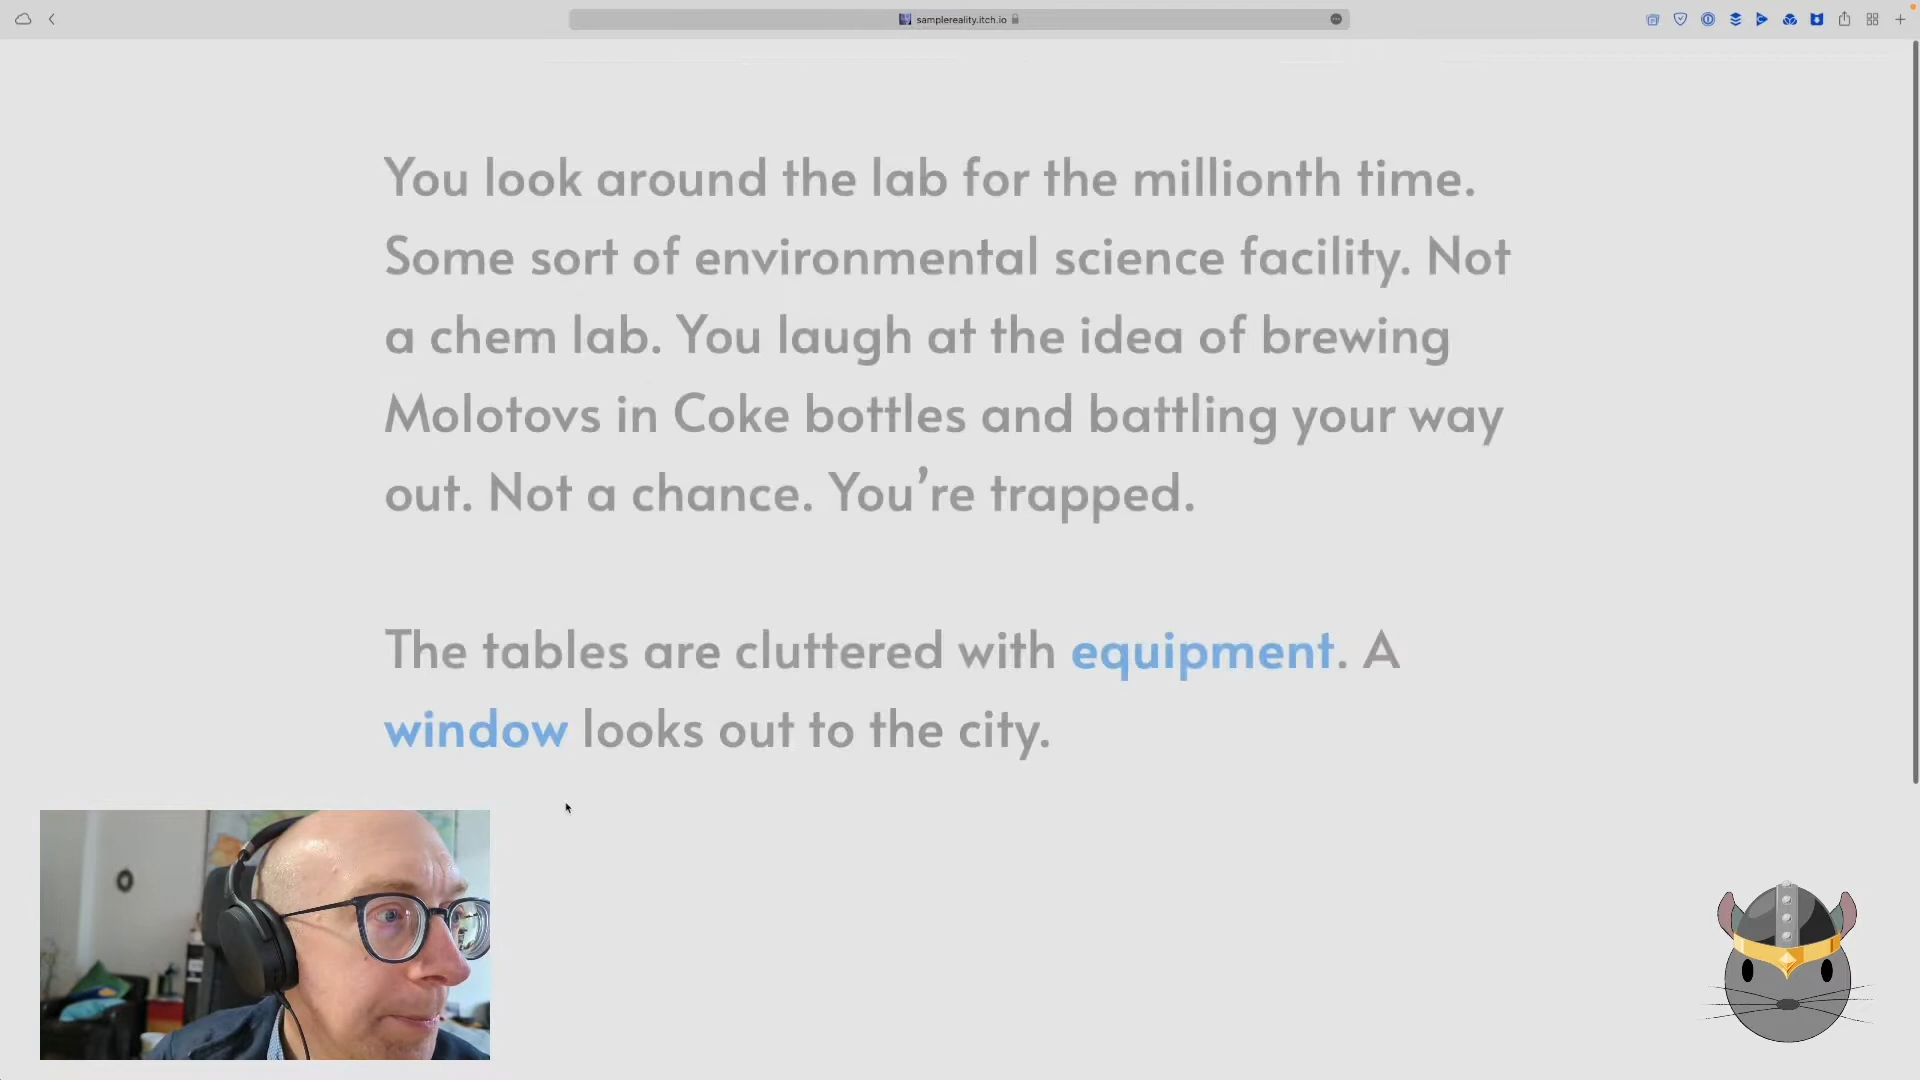 samplereality.itch.io
You look around the lab for the millionth time.
Some sort of environmental science facility. Not
a chem lab. You laugh at the idea of brewing
Molotovs in Coke bottles and battling your way
out. Not a chance. You’re trapped.
The tables are cluttered with equipment. A
window looks out to the city.